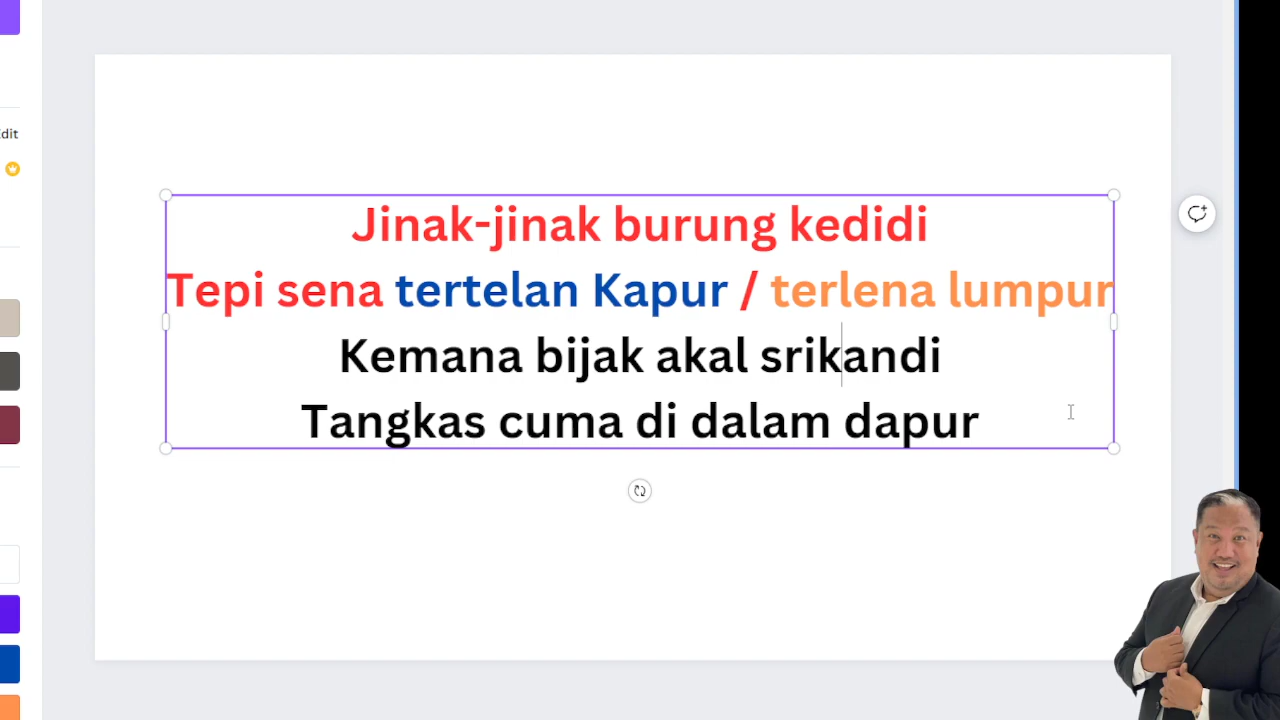 Edit
Jinak-jinak burung kedidi
Tepi sena tertelan Kapur / terlena lumpur
Kemana bijak akal srikandi
Tangkas cuma di dalam dapur